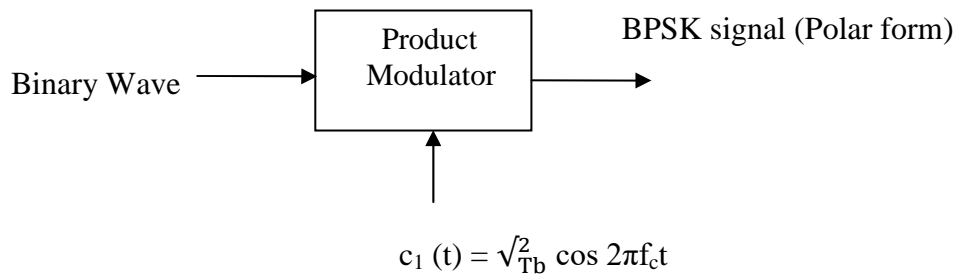 BPSK signal (Polar form)
Product
Modulator
Binary Wave
c₁ (t) = √2/Tb cos 2πf꜀t